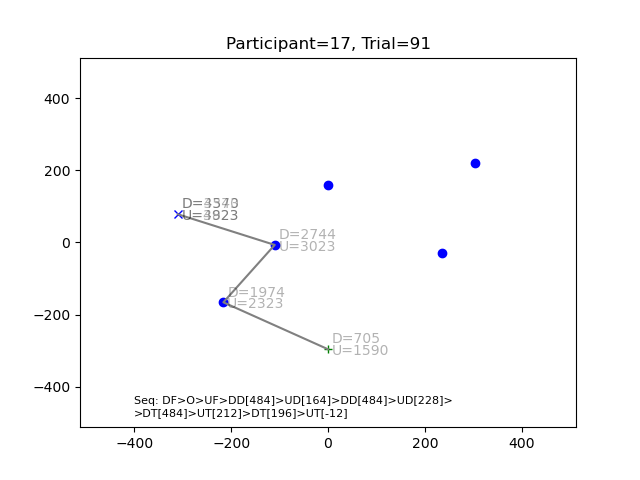 Participant=17, Trial=91
400
200
0
−200
−400
D=2744
U=3023
D=1974
U=2323
D=705
U=1590
Seq: DF>O>UF>DD[484]>UD[164]>DD[484]>UD[228]>
>DT[484]>UT[212]>DT[196]>UT[-12]
−400
−200
0
200
400